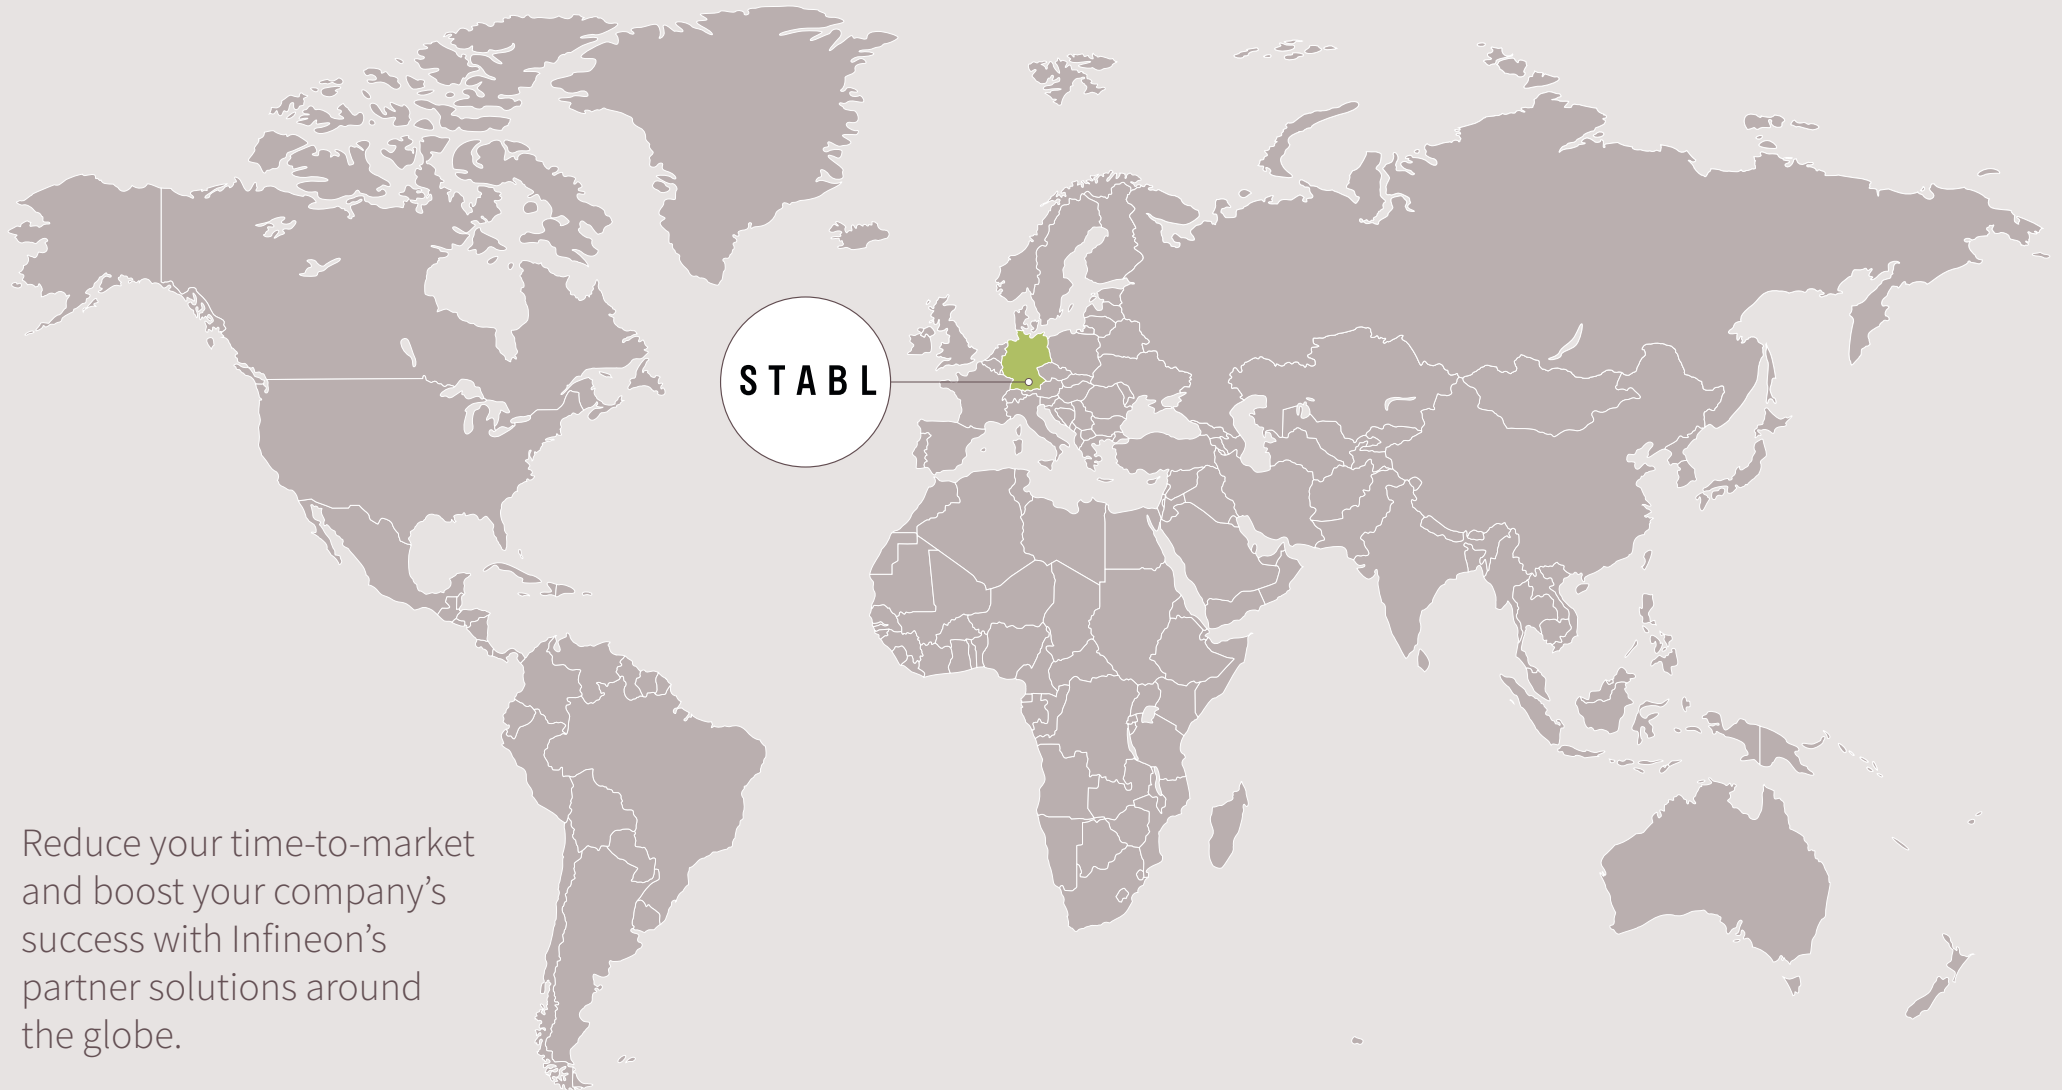 STABL
Reduce your time-to-market
and boost your company’s
success with Infineon’s
partner solutions around
the globe.